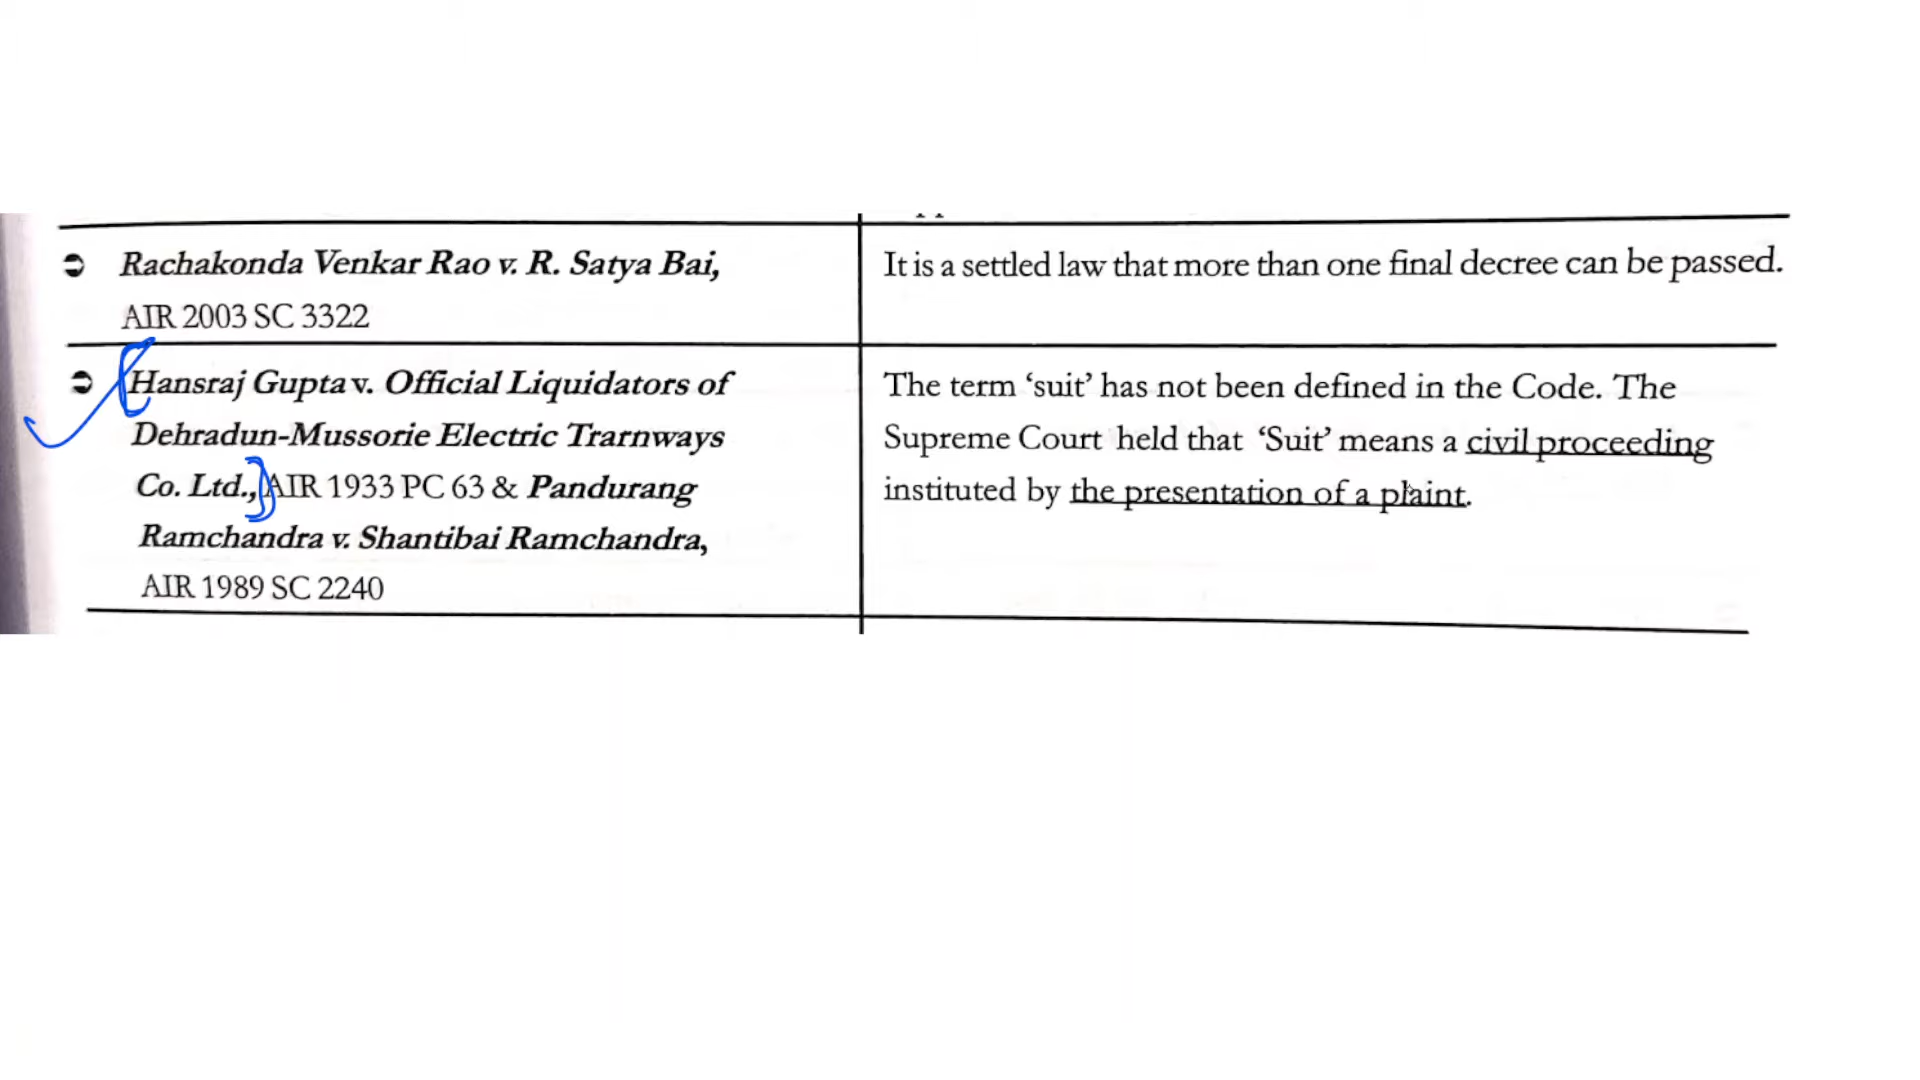 Rachakonda Venkar Rao v. R. Satya Bai,
AIR 2003 SC 3322
It is a settled law that more than one final decree can be passed.
Hansraj Gupta v. Official Liquidators of
Dehradun-Mussorie Electric Trarnways
Co. Ltd., AIR 1933 PC 63 & Pandurang
Ramchandra v. Shantibai Ramchandra,
AIR 1989 SC 2240
The term ‘suit’ has not been defined in the Code. The
Supreme Court held that ‘Suit’ means a civil proceeding
instituted by the presentation of a plaint.